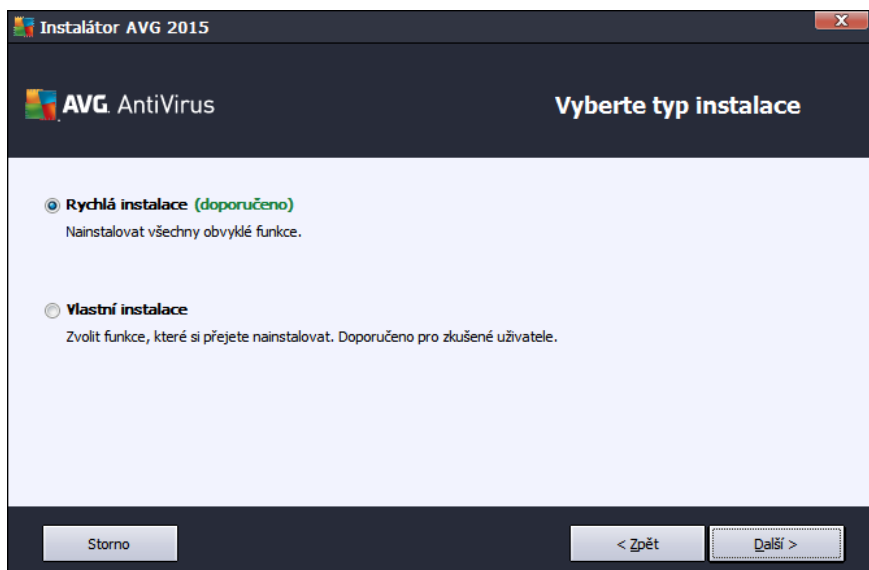 Instalátor AVG 2015
AVG. AntiVirus
Vyberte typ instalace
Rychlá instalace (doporučeno)
Nainstalovat všechny obvyklé funkce.
Vlastní instalace
Zvolit funkce, které si přejete nainstalovat. Doporučeno pro zkušené uživatele.
Storno
< Zpět
Další >